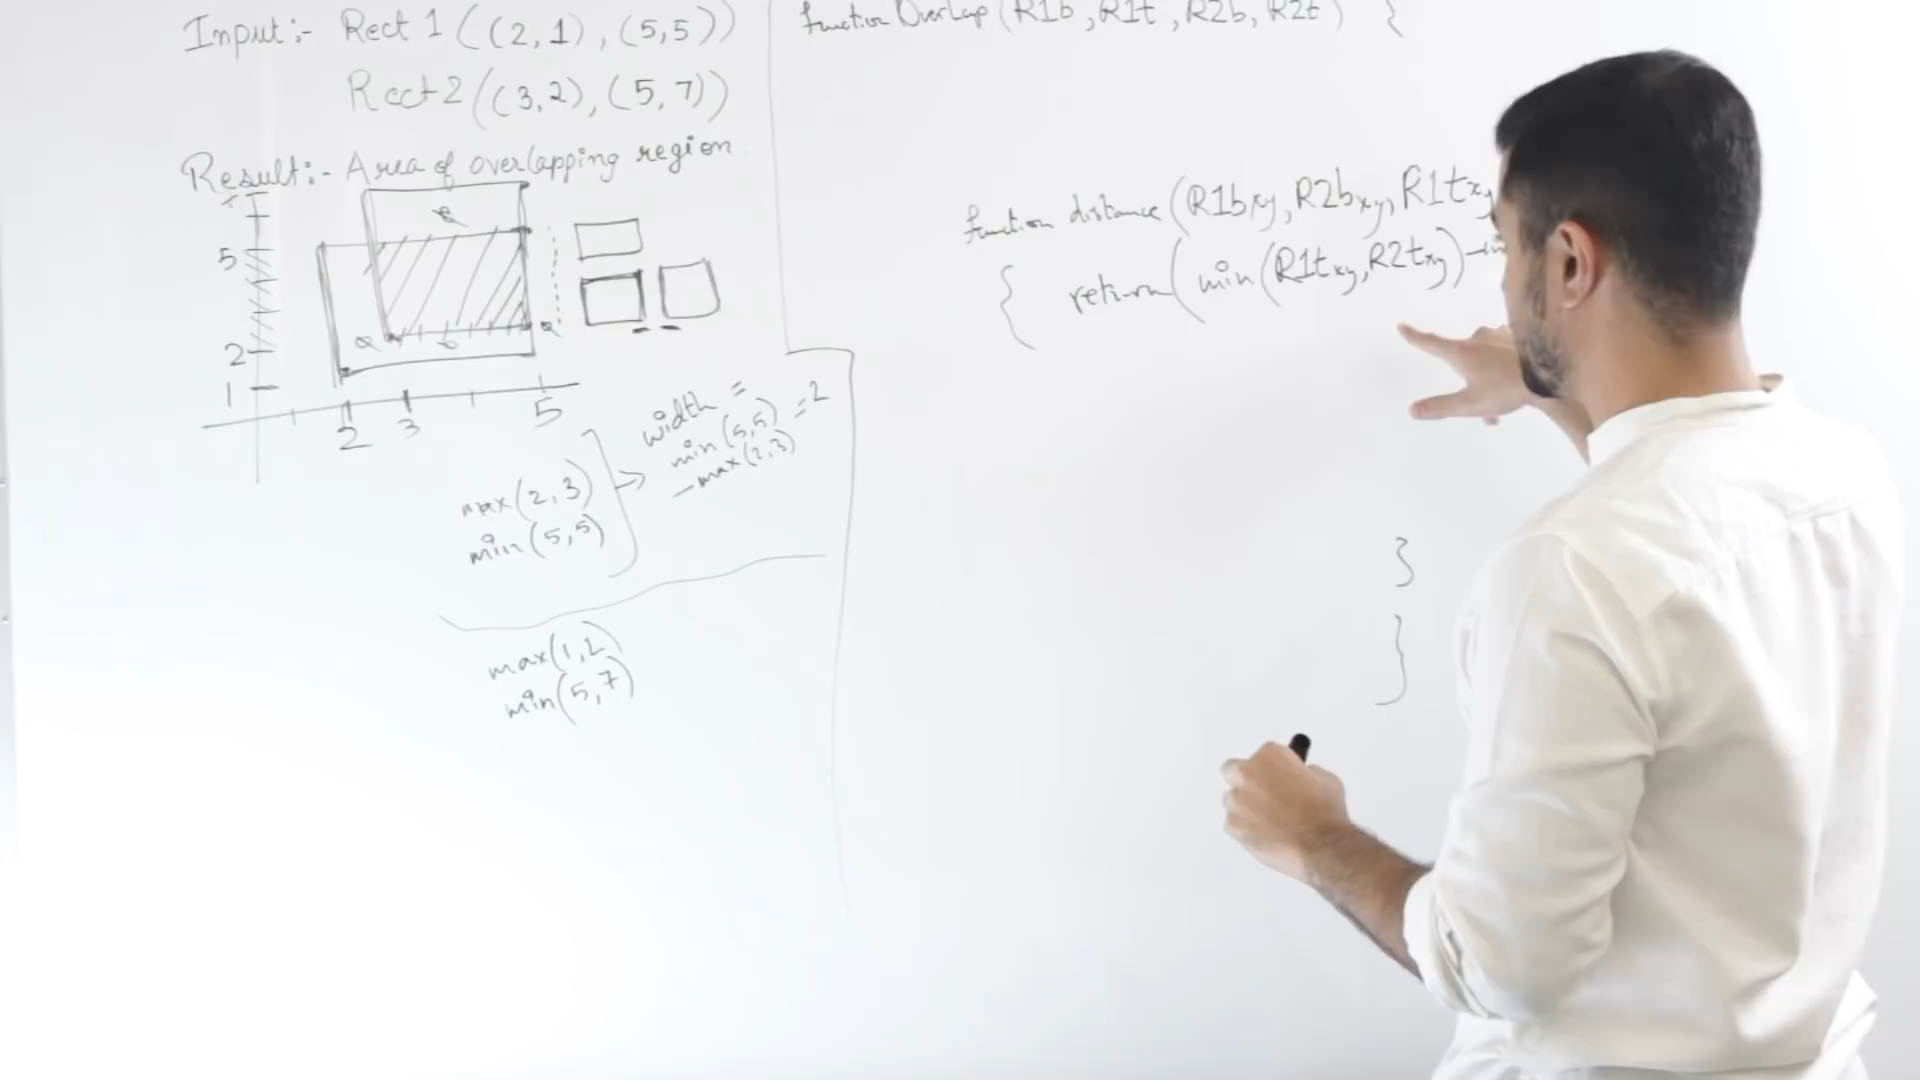 Input:- Rect 1 ((2,1), (5,5))
Rect 2 ((3,2), (5,7))
Result:- Area of overlapping region
5
2
1
2 3 5
width =
min (5,5) = 2
- max (2,3)
max (2,3)
min (5,5)
max (1,2)
min (5,7)
function Overlap (R1b, R1t, R2b, R2t) {
function distance (R1bxy, R2bxy, R1txy
{ return ( min (R1txy, R2txy) -
}
}